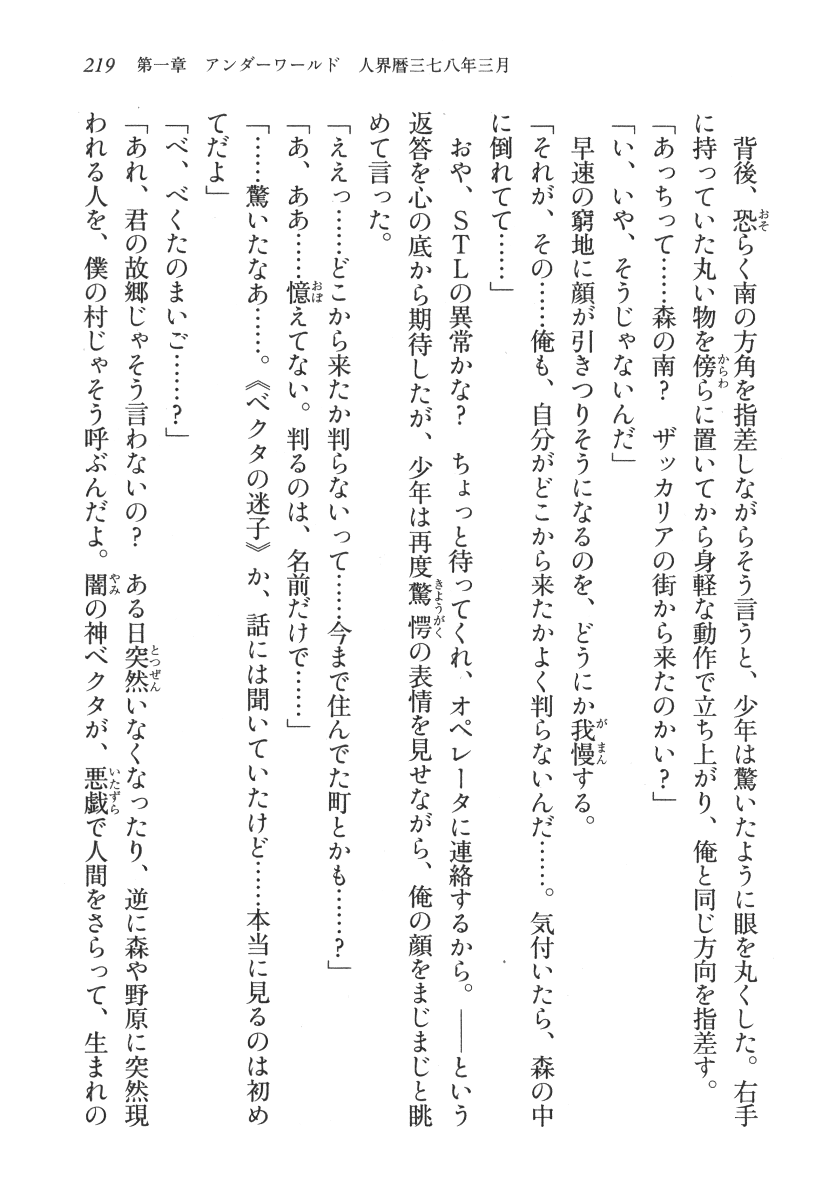 219　第一章　アンダーワールド　人界暦三七八年三月
　背後、恐らく南の方角を指差しながらそう言うと、少年は驚いたように眼を丸くした。右手
に持っていた丸い物を傍らに置いてから身軽な動作で立ち上がり、俺と同じ方向を指差す。
「あっちって……森の南？　ザッカリアの街から来たのかい？」
「い、いや、そうじゃないんだ」
　早速の窮地に顔が引きつりそうになるのを、どうにか我慢する。
「それが、その……俺も、自分がどこから来たかよく判らないんだ……。気付いたら、森の中
に倒れてて……」
　おや、ＳＴＬの異常かな？　ちょっと待ってくれ、オペレータに連絡するから。――という
返答を心の底から期待したが、少年は再度驚愕の表情を見せながら、俺の顔をまじまじと眺
めて言った。
「ええっ……どこから来たか判らないって……今まで住んでた町とかも……？」
「あ、ああ……憶えてない。判るのは、名前だけで……」
「……驚いたなあ……。《ベクタの迷子》か、話には聞いていたけど……本当に見るのは初め
てだよ」
「べ、べくたのまいご……？」
「あれ、君の故郷じゃそう言わないの？　ある日突然いなくなったり、逆に森や野原に突然現
われる人を、僕の村じゃそう呼ぶんだよ。闇の神ベクタが、悪戯で人間をさらって、生まれの